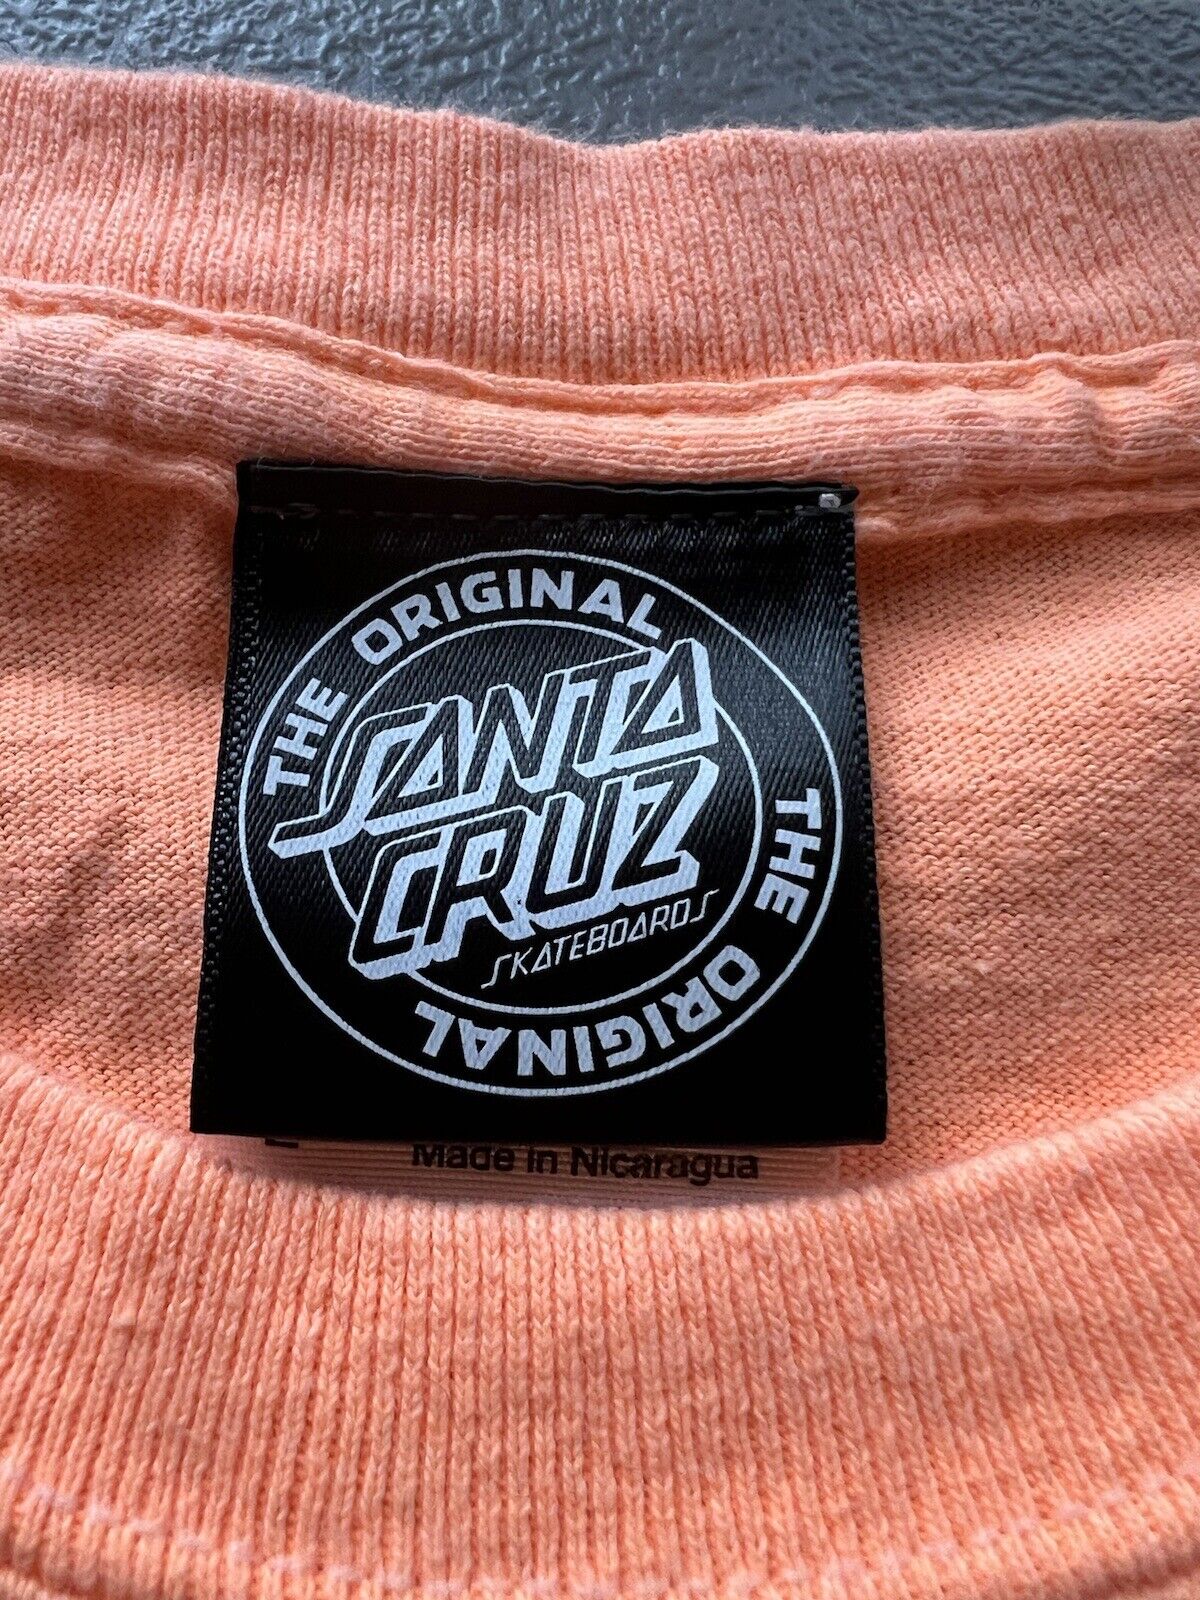 THE ORIGINAL
SANTA
CRUZ
SKATEBOARDS
THE ORIGINAL
Made in Nicaragua